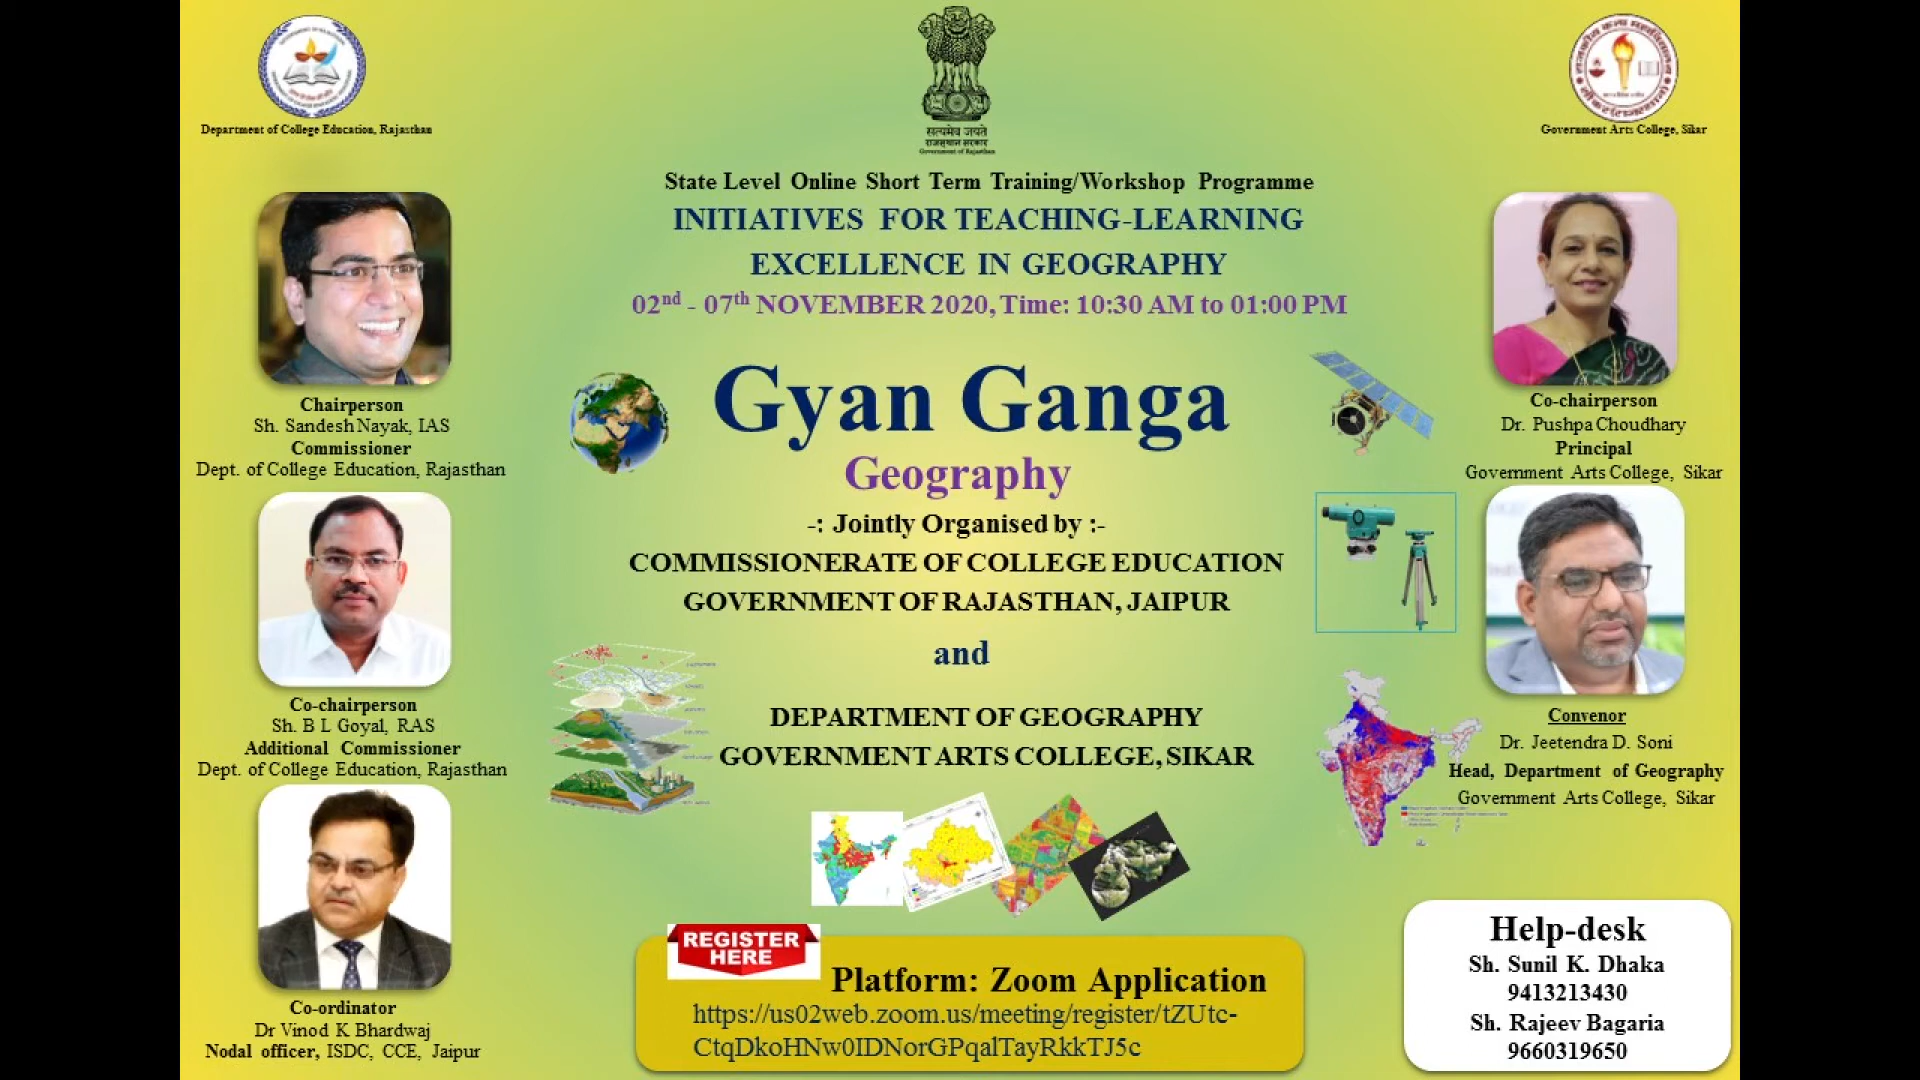 Department of College Education, Rajasthan
सत्यमेव जयते
राजस्थान सरकार
Government of Rajasthan
Government Arts College, Sikar
State Level Online Short Term Training/Workshop Programme
INITIATIVES FOR TEACHING-LEARNING
EXCELLENCE IN GEOGRAPHY
02nd - 07th NOVEMBER 2020, Time: 10:30 AM to 01:00 PM
Gyan Ganga
Geography
-: Jointly Organised by :-
COMMISSIONERATE OF COLLEGE EDUCATION
GOVERNMENT OF RAJASTHAN, JAIPUR
and
DEPARTMENT OF GEOGRAPHY
GOVERNMENT ARTS COLLEGE, SIKAR
Chairperson
Sh. Sandesh Nayak, IAS
Commissioner
Dept. of College Education, Rajasthan
Co-chairperson
Sh. B L Goyal, RAS
Additional Commissioner
Dept. of College Education, Rajasthan
Co-ordinator
Dr Vinod K Bhardwaj
Nodal officer, ISDC, CCE, Jaipur
Co-chairperson
Dr. Pushpa Choudhary
Principal
Government Arts College, Sikar
Convenor
Dr. Jeetendra D. Soni
Head, Department of Geography
Government Arts College, Sikar
REGISTER
HERE
Platform: Zoom Application
https://us02web.zoom.us/meeting/register/tZUtc-
CtqDkoHNw0IDNorGPqalTayRkkTJ5c
Help-desk
Sh. Sunil K. Dhaka
9413213430
Sh. Rajeev Bagaria
9660319650